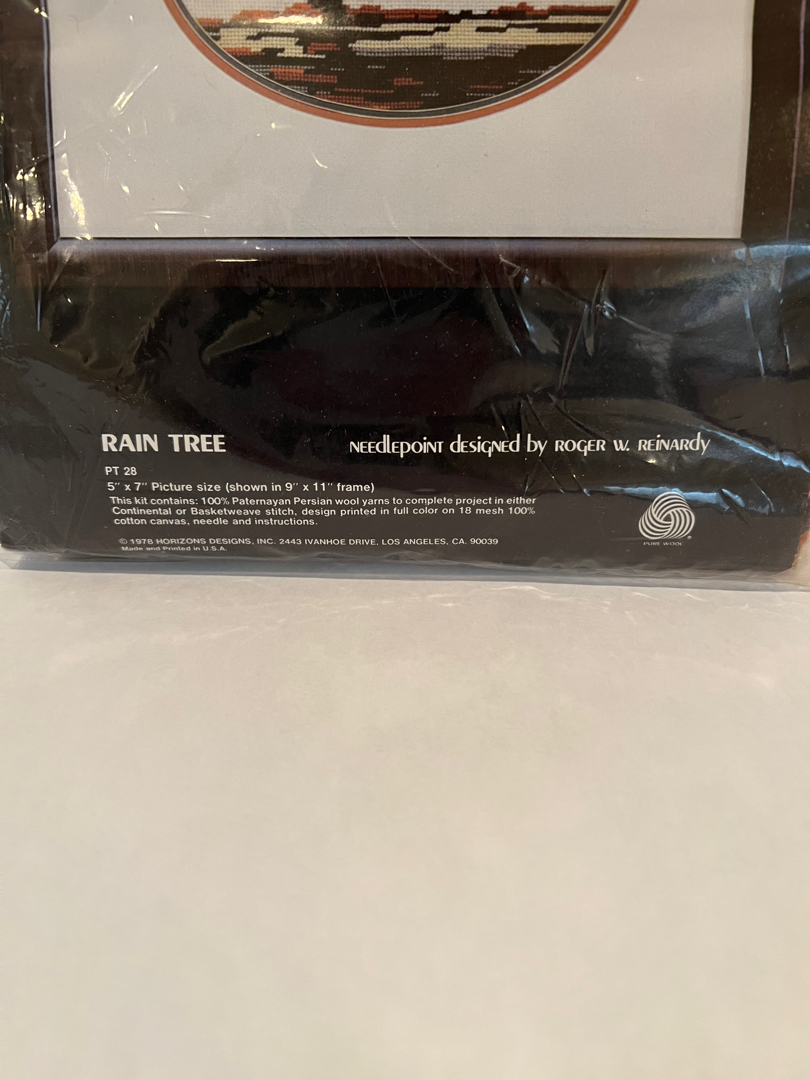 RAIN TREE
NEEdlEpoiNT desigNed by ROGER W. REiNARdy
PT 28
5" x 7" Picture size (shown in 9" x 11" frame)
This kit contains: 100% Paternayan Persian wool yarns to complete project in either
Continental or Basketweave stitch, design printed in full color on 18 mesh 100%
cotton canvas, needle and instructions.
© 1978 HORIZONS DESIGNS, INC. 2443 IVANHOE DRIVE, LOS ANGELES, CA. 90039
Made and Printed in U.S.A.
®
PURE WOOL